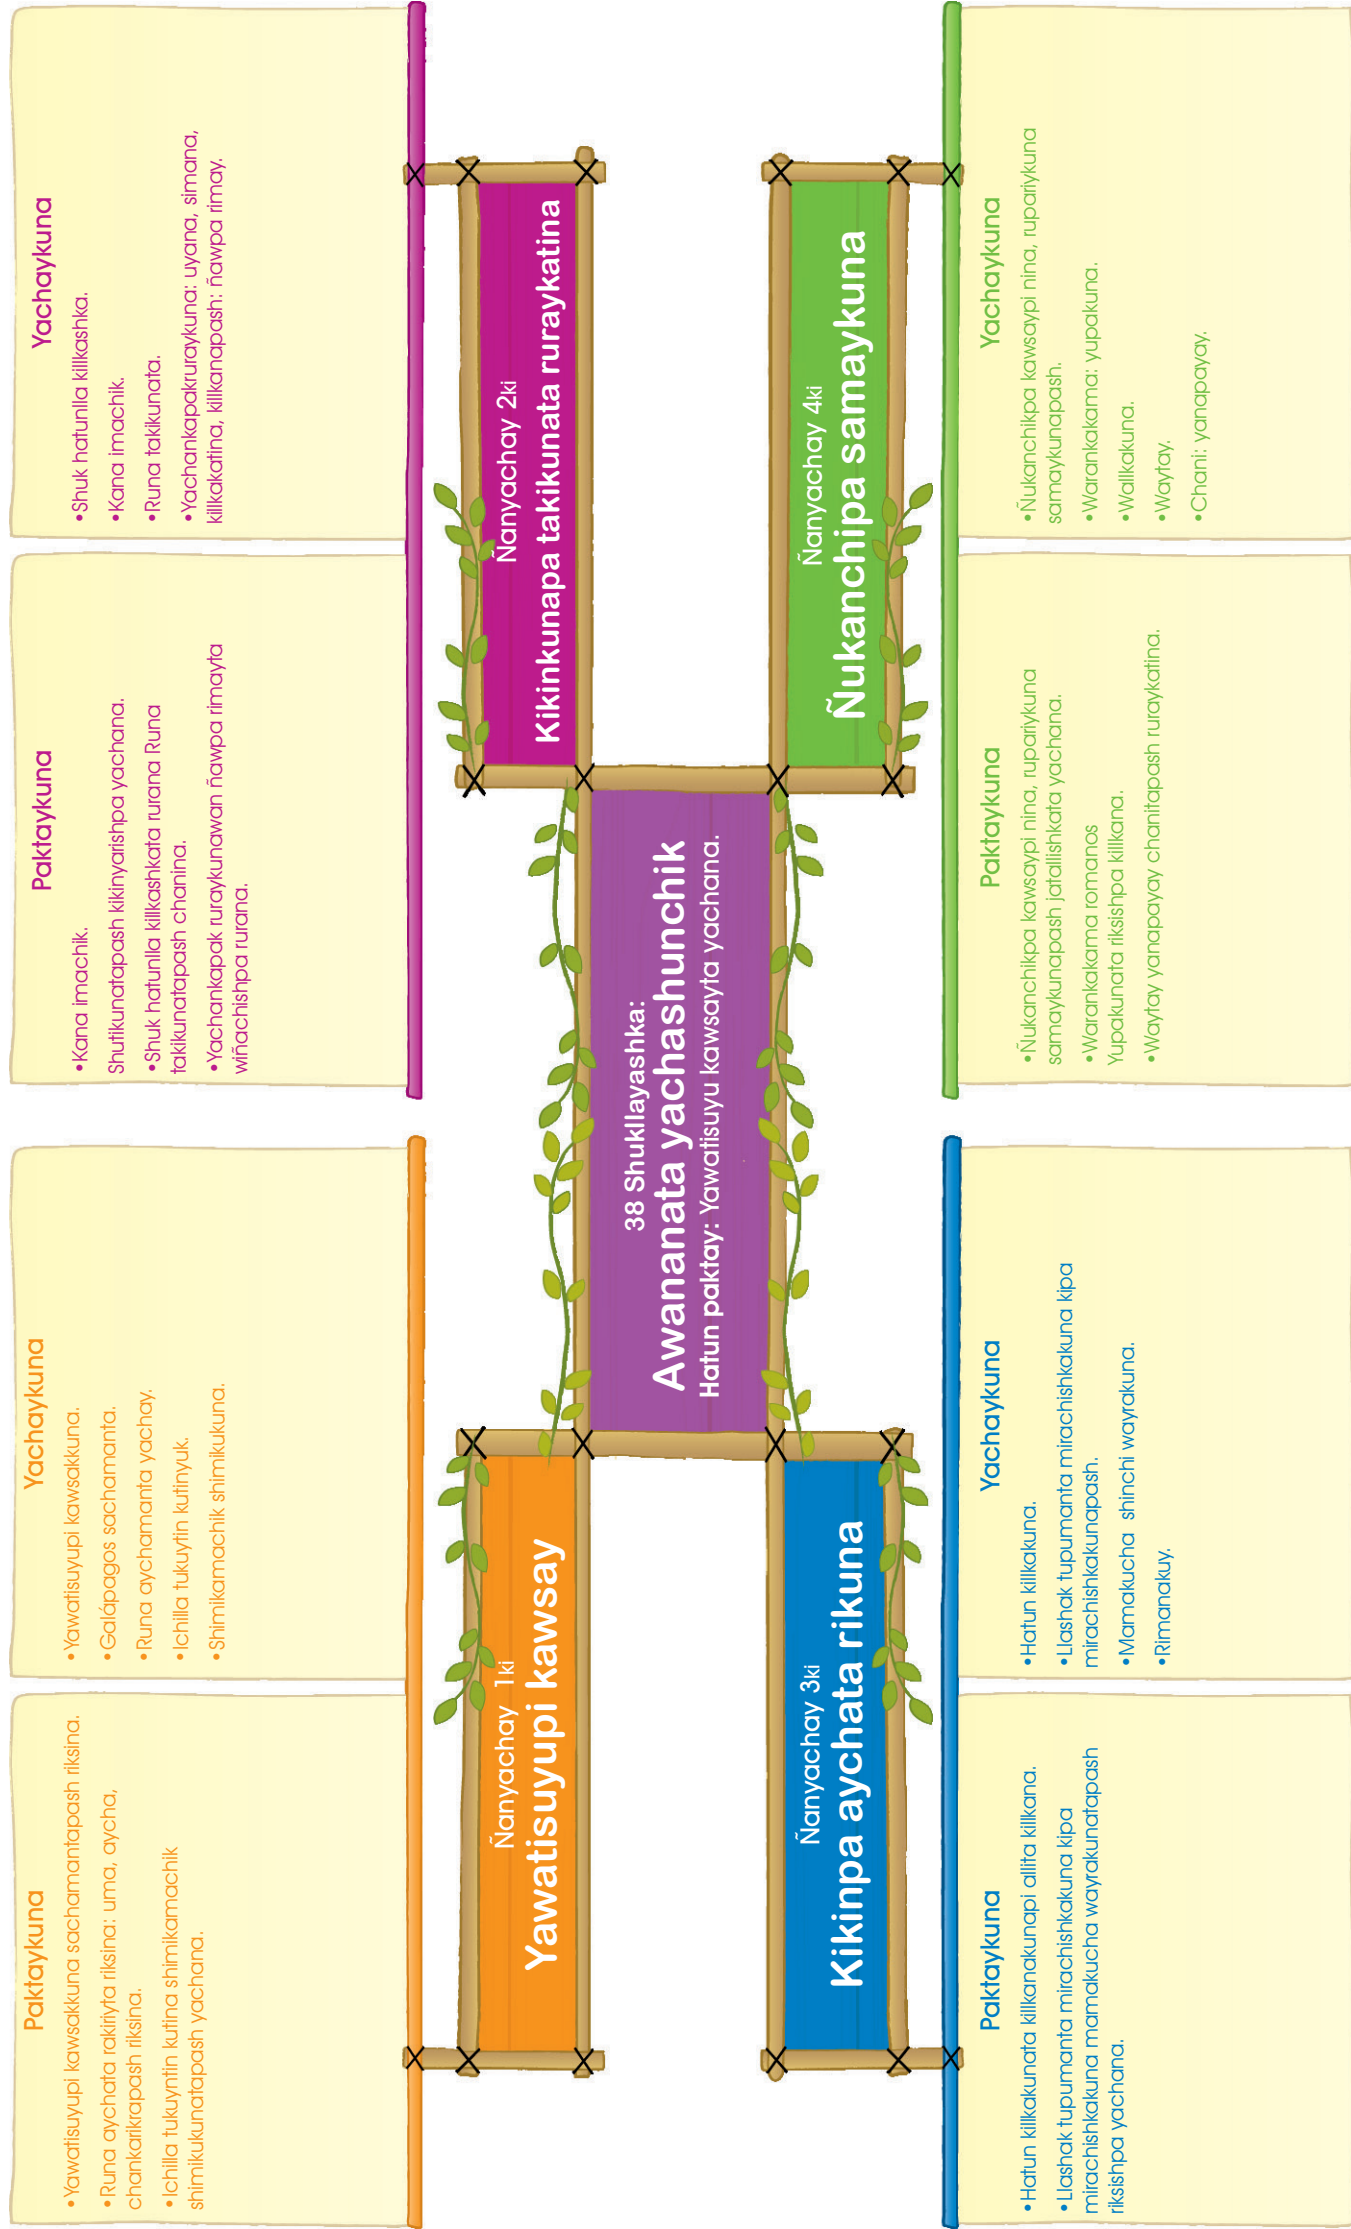 Paktaykuna
•Yawatisuyupi kawsakkuna sachamantapash riksina.
•Runa aychata rakiriyta riksina: uma, aycha,
chankarikrapash riksina.
•Ichilla tukuyntin kutina shimikamachik
shimikukunatapash yachana.
Yachaykuna
•Yawatisuyupi kawsakkuna.
•Galápagos sachamanta.
•Runa aychamanta yachay.
•Ichilla tukuytin kutinyuk.
•Shimikamachik shimikukuna.
Paktaykuna
•Kana imachik.
Shutikunatapash kikinyarishpa yachana.
•Shuk hatunlla killkashkata rurana Runa
takikunatapash chanina.
•Yachankapak ruraykunawan ñawpa rimayta
wiñachishpa rurana.
Yachaykuna
•Shuk hatunlla killkashka.
•Kana imachik.
•Runa takikunata.
•Yachankapakruraykuna: uyana, simana,
killkakatina, killkanapash: ñawpa rimay.
Ñanyachay 1ki
Yawatisuyupi kawsay
Ñanyachay 2ki
Kikinkunapa takikunata ruraykatina
38 Shukllayashka:
Awananata yachashunchik
Hatun paktay: Yawatisuyu kawsayta yachana.
Ñanyachay 3ki
Kikinpa aychata rikuna
Ñanyachay 4ki
Ñukanchipa samaykuna
Paktaykuna
•Hatun killkakunata killkanakunapi allita killkana.
•Llashak tupumanta mirachishkakuna kipa
mirachishkakuna mamakucha wayrakunatapash
riksishpa yachana.
Yachaykuna
•Hatun killkakuna.
•Llashak tupumanta mirachishkakuna kipa
mirachishkakunapash.
•Mamakucha shinchi wayrakuna.
•Rimanakuy.
Paktaykuna
•Ñukanchikpa kawsaypi nina, rupariykuna
samaykunapash jatallishkata yachana.
•Warankakama romanos
Yupakunata riksishpa killkana.
•Waytay yanapayay chanitapash ruraykatina.
Yachaykuna
•Ñukanchikpa kawsaypi nina, rupariykuna
samaykunapash.
•Warankakama: yupakuna.
•Wallkakuna.
•Waytay.
•Chani: yanapayay.